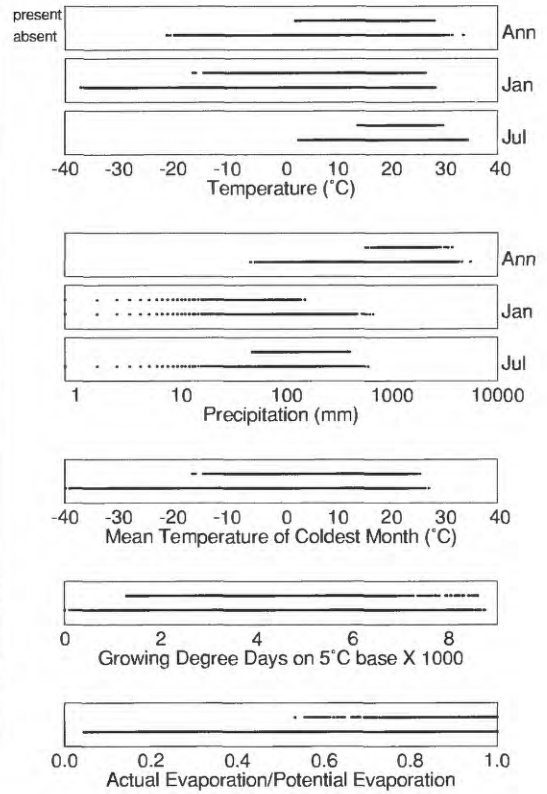 present
absent
Ann
Jan
Jul
-40 -30 -20 -10 0 10 20 30 40
Temperature (˚C)
Ann
Jan
Jul
1 10 100 1000 10000
Precipitation (mm)
-40 -30 -20 -10 0 10 20 30 40
Mean Temperature of Coldest Month (˚C)
0 2 4 6 8
Growing Degree Days on 5˚C base X 1000
0.0 0.2 0.4 0.6 0.8 1.0
Actual Evaporation/Potential Evaporation